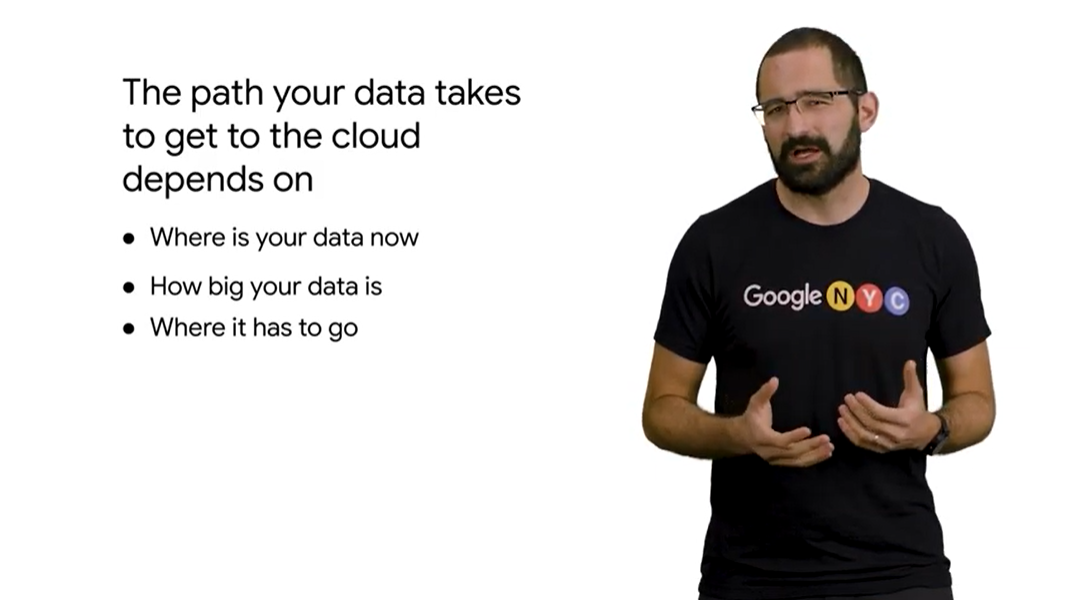 The path your data takes
to get to the cloud
depends on
● Where is your data now
● How big your data is
● Where it has to go
Google NYC